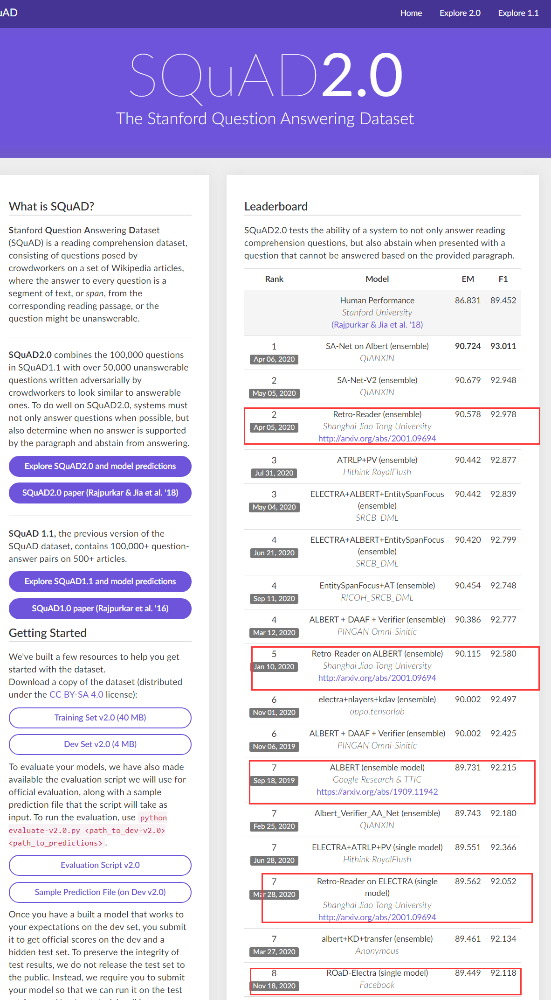 uAD
Home
Explore 2.0
Explore 1.1
SQuAD2.0
The Stanford Question Answering Dataset
What is SQuAD?
Stanford Question Answering Dataset
(SQuAD) is a reading comprehension dataset,
consisting of questions posed by
crowdworkers on a set of Wikipedia articles,
where the answer to every question is a
segment of text, or span, from the
corresponding reading passage, or the
question might be unanswerable.
SQuAD2.0 combines the 100,000 questions
in SQuAD1.1 with over 50,000 unanswerable
questions written adversarially by
crowdworkers to look similar to answerable
ones. To do well on SQuAD2.0, systems must
not only answer questions when possible, but
also determine when no answer is supported
by the paragraph and abstain from answering.
Explore SQuAD2.0 and model predictions
SQuAD2.0 paper (Rajpurkar & Jia et al. '18)
SQuAD 1.1, the previous version of the
SQuAD dataset, contains 100,000+ question-
answer pairs on 500+ articles.
Explore SQuAD1.1 and model predictions
SQuAD1.0 paper (Rajpurkar et al. '16)
Getting Started
We've built a few resources to help you get
started with the dataset.
Download a copy of the dataset (distributed
under the CC BY-SA 4.0 license):
Training Set v2.0 (40 MB)
Dev Set v2.0 (4 MB)
To evaluate your models, we have also made
available the evaluation script we will use for
official evaluation, along with a sample
prediction file that the script will take as
input. To run the evaluation, use python
evaluate-v2.0.py <path_to_dev-v2.0>
<path_to_predictions>.
Evaluation Script v2.0
Sample Prediction File (on Dev v2.0)
Once you have a built a model that works to
your expectations on the dev set, you submit
it to get official scores on the dev and a
hidden test set. To preserve the integrity of
test results, we do not release the test set to
the public. Instead, we require you to submit
your model so that we can run it on the test
Leaderboard
SQuAD2.0 tests the ability of a system to not only answer reading
comprehension questions, but also abstain when presented with a
question that cannot be answered based on the provided paragraph.
Rank Model EM F1
Human Performance 86.831 89.452
Stanford University
(Rajpurkar & Jia et al. '18)
1 SA-Net on Albert (ensemble) 90.724 93.011
Apr 06, 2020 QIANXIN
2 SA-Net-V2 (ensemble) 90.679 92.948
May 05, 2020 QIANXIN
2 Retro-Reader (ensemble) 90.578 92.978
Apr 05, 2020 Shanghai Jiao Tong University
http://arxiv.org/abs/2001.09694
3 ATRLP+PV (ensemble) 90.442 92.877
Jul 31, 2020 Hithink RoyalFlush
3 ELECTRA+ALBERT+EntitySpanFocus 90.442 92.839
May 04, 2020 (ensemble)
SRCB_DML
4 ELECTRA+ALBERT+EntitySpanFocus 90.420 92.799
Jun 21, 2020 (ensemble)
SRCB_DML
4 EntitySpanFocus+AT (ensemble) 90.454 92.748
Sep 11, 2020 RICOH_SRCB_DML
4 ALBERT + DAAF + Verifier (ensemble) 90.386 92.777
Mar 12, 2020 PINGAN Omni-Sinitic
5 Retro-Reader on ALBERT (ensemble) 90.115 92.580
Jan 10, 2020 Shanghai Jiao Tong University
http://arxiv.org/abs/2001.09694
6 electra+nlayers+kdav (ensemble) 90.002 92.497
Nov 01, 2020 oppo.tensorlab
6 ALBERT + DAAF + Verifier (ensemble) 90.002 92.425
Nov 06, 2019 PINGAN Omni-Sinitic
7 ALBERT (ensemble model) 89.731 92.215
Sep 18, 2019 Google Research & TTIC
https://arxiv.org/abs/1909.11942
7 Albert_Verifier_AA_Net (ensemble) 89.743 92.180
Feb 25, 2020 QIANXIN
7 ELECTRA+ATRLP+PV (single model) 89.551 92.366
Jun 28, 2020 Hithink RoyalFlush
7 Retro-Reader on ELECTRA (single 89.562 92.052
Mar 28, 2020 model)
Shanghai Jiao Tong University
http://arxiv.org/abs/2001.09694
7 albert+KD+transfer (ensemble) 89.461 92.134
Mar 27, 2020 Anonymous
8 ROaD-Electra (single model) 89.449 92.118
Nov 18, 2020 Facebook